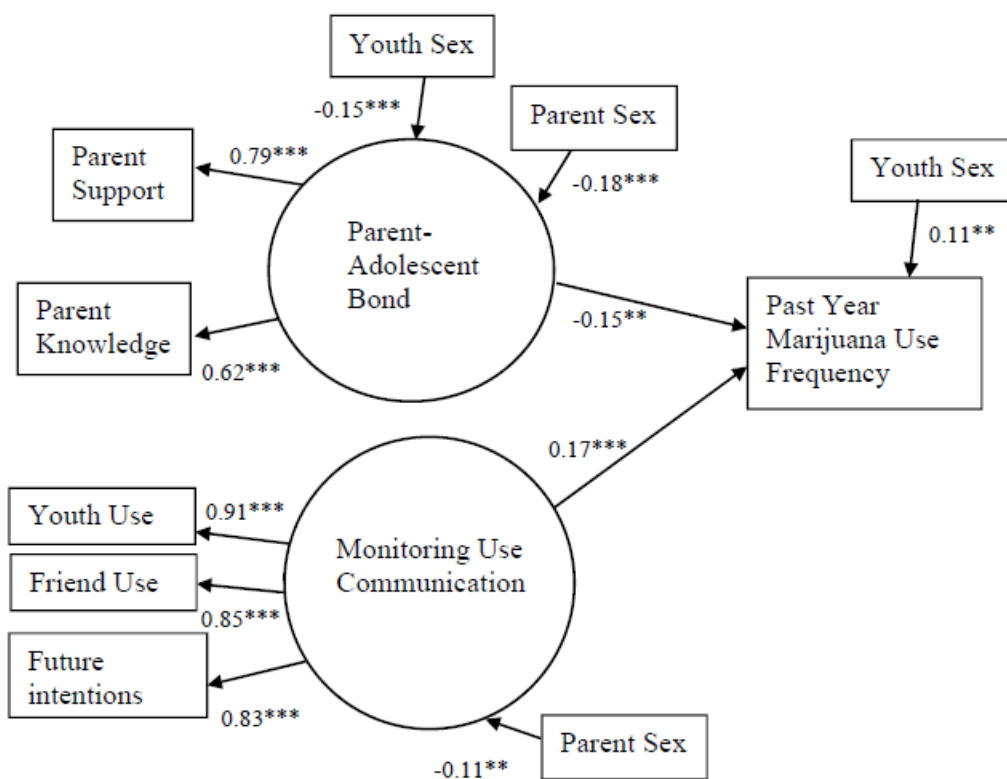 Youth Sex
-0.15***
Parent Sex
-0.18***
Parent
Support
0.79***
Youth Sex
0.11**
Parent-
Adolescent
Bond
Parent
Knowledge
0.62***
-0.15**
Past Year
Marijuana Use
Frequency
0.17***
Youth Use
0.91***
Friend Use
0.85***
Monitoring Use
Communication
Future
intentions
0.83***
Parent Sex
-0.11**